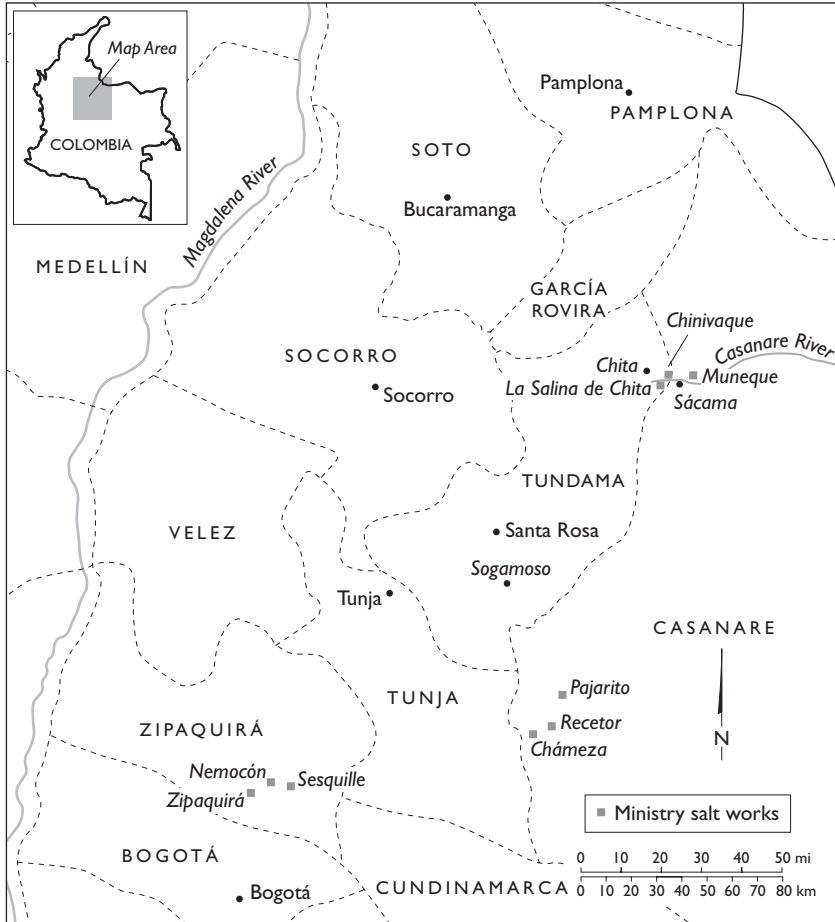 Map Area
COLOMBIA
Magdalena River
Pamplona
PAMPLONA
SOTO
Bucaramanga
MEDELLÍN
GARCÍA
ROVIRA
Chinivaque
Casanare River
SOCORRO
Chita
Muneque
La Salina de Chita
Socorro
Sácama
TUNDAMA
VELEZ
Santa Rosa
Sogamoso
Tunja
CASANARE
TUNJA
Pajarito
N
ZIPAQUIRÁ
Recetor
Chámeza
Nemocón
Sesquille
Zipaquirá
Ministry salt works
BOGOTÁ
0 10 20 30 40 50 mi
0 10 20 30 40 50 60 70 80 km
Bogotá
CUNDINAMARCA